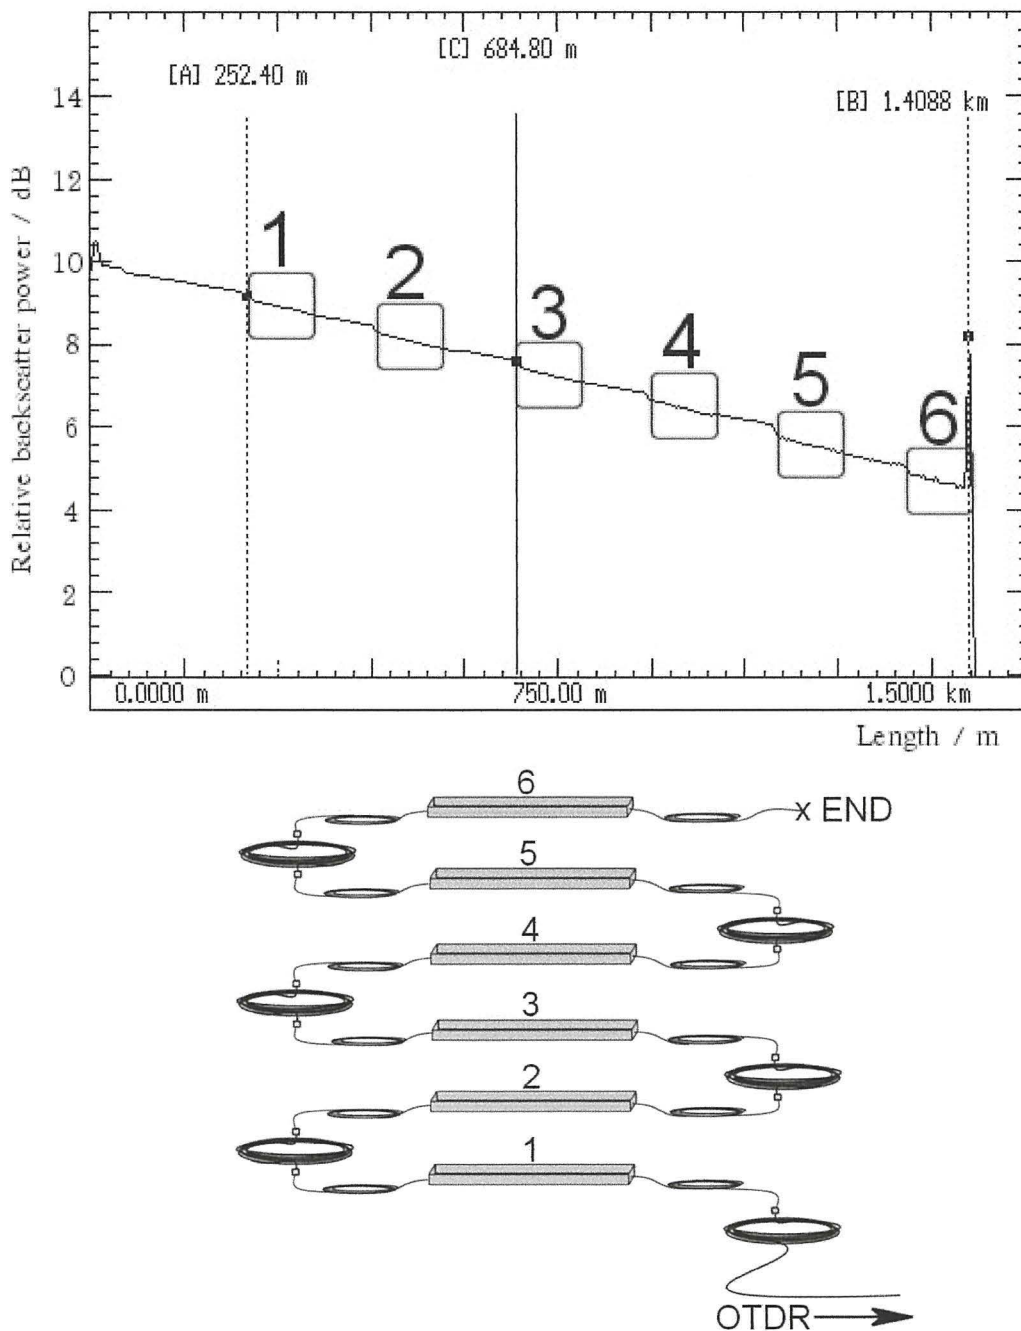 [C] 684.80 m
[A] 252.40 m
[B] 1.4088 km
14
12
10
8
6
4
2
0
Relative backscatter power / dB
1
2
3
4
5
6
0.0000 m 750.00 m 1.5000 km
Length / m
6
x END
5
4
3
2
1
OTDR